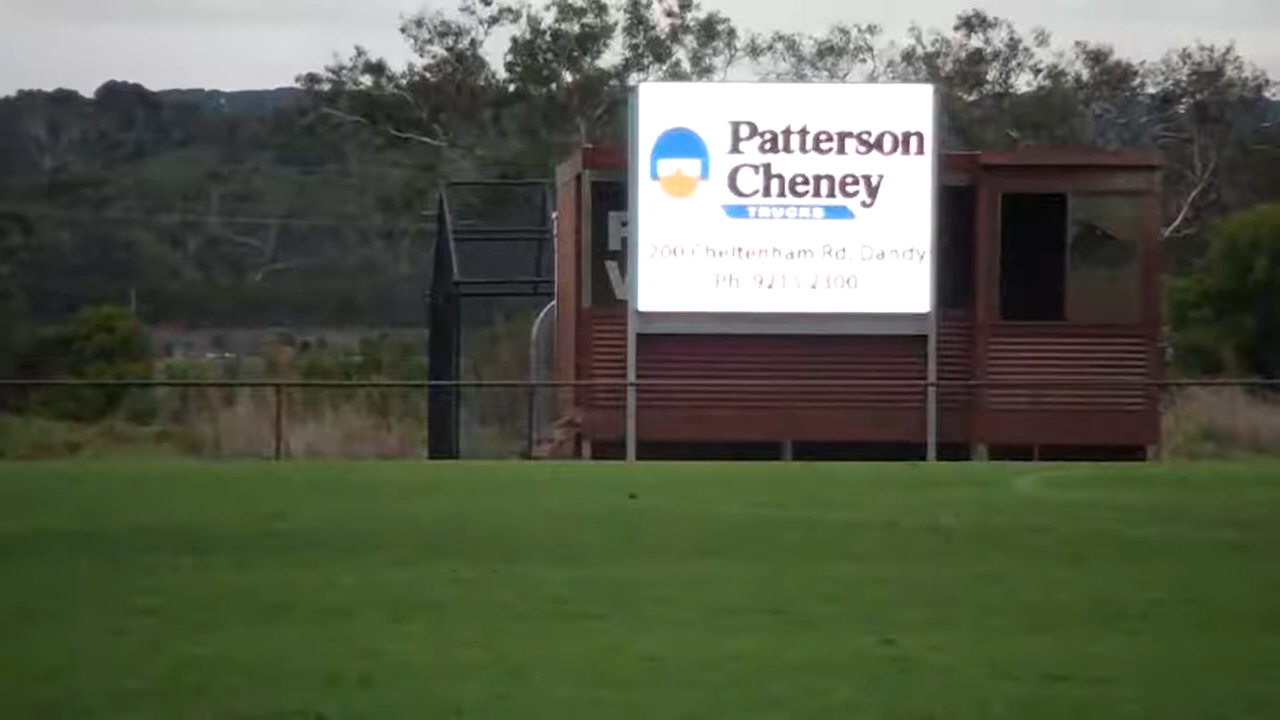 Patterson
Cheney
TRUCKS
200 Cheltenham Rd, Dandy
Ph: 9215 2300